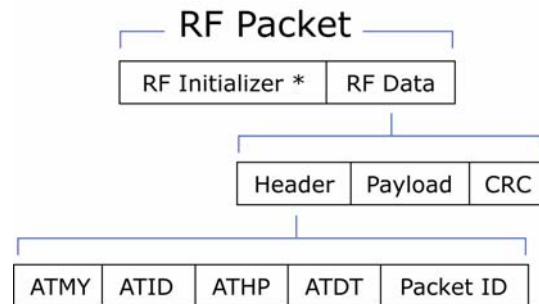 RF Packet
RF Initializer * RF Data
Header Payload CRC
ATMY ATID ATHP ATDT Packet ID